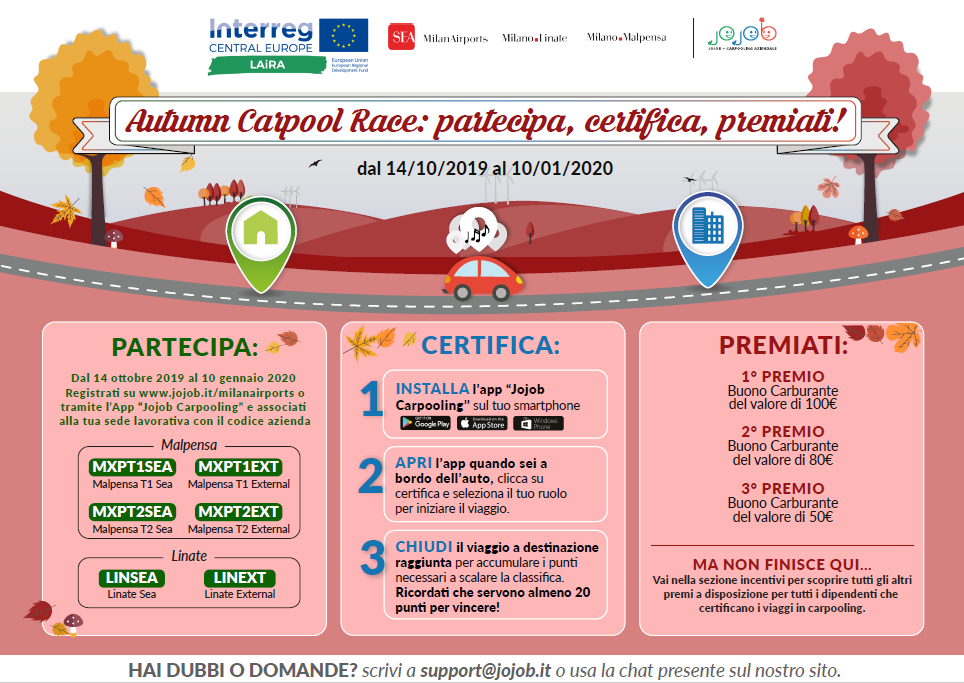 Interreg
CENTRAL EUROPE
LAiRA
European Union
European Regional
Development Fund
SEA
MilanAirports
Milano Linate
Milano Malpensa
JoJob
JOJOB - CARPOOLING AZIENDALE
Autumn Carpool Race: partecipa, certifica, premiati!
dal 14/10/2019 al 10/01/2020
PARTECIPA:
Dal 14 ottobre 2019 al 10 gennaio 2020
Registrati su www.jojob.it/milanairports o
tramite l'App “Jojob Carpooling” e associati
alla tua sede lavorativa con il codice azienda
Malpensa
MXPT1SEA MXPT1EXT
Malpensa T1 Sea Malpensa T1 External
MXPT2SEA MXPT2EXT
Malpensa T2 Sea Malpensa T2 External
Linate
LINSEA LINEXT
Linate Sea Linate External
CERTIFICA:
1 INSTALLA l'app “Jojob
Carpooling” sul tuo smartphone
GET IT ON
Google Play
Download on the
App Store
Windows
Phone
2 APRI l'app quando sei a
bordo dell'auto, clicca su
certifica e seleziona il tuo ruolo
per iniziare il viaggio.
3 CHIUDI il viaggio a destinazione
raggiunta per accumulare i punti
necessari a scalare la classifica.
Ricordati che servono almeno 20
punti per vincere!
PREMIATI:
1° PREMIO
Buono Carburante
del valore di 100€
2° PREMIO
Buono Carburante
del valore di 80€
3° PREMIO
Buono Carburante
del valore di 50€
MA NON FINISCE QUI...
Vai nella sezione incentivi per scoprire tutti gli altri
premi a disposizione per tutti i dipendenti che
certificano i viaggi in carpooling.
HAI DUBBI O DOMANDE? scrivi a support@jojob.it o usa la chat presente sul nostro sito.